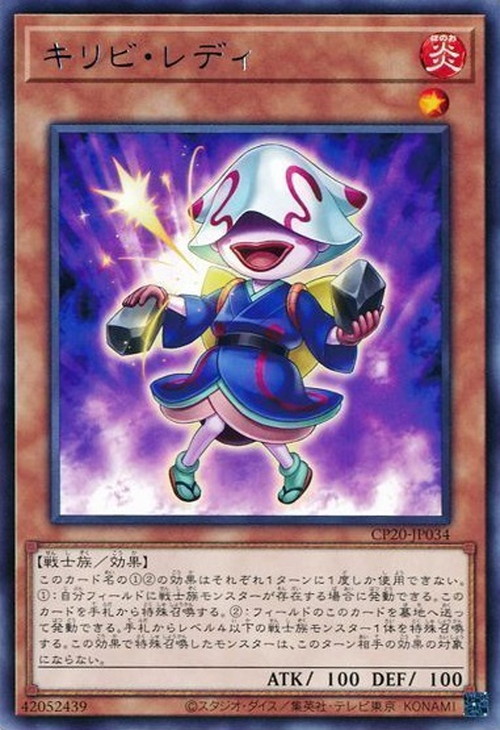 キリビ・レディ
炎
CP20-JP034
【戦士族／効果】
このカード名の①②の効果はそれぞれ1ターンに1度しか使用できない。
①：自分フィールドに戦士族モンスターが存在する場合に発動できる。この
カードを手札から特殊召喚する。②：フィールドのこのカードを墓地へ送っ
て発動できる。手札からレベル4以下の戦士族モンスター1体を特殊召喚
する。この効果で特殊召喚したモンスターは、このターン相手の効果の対象
にならない。
ATK/ 100 DEF/ 100
42052439 ©スタジオ・ダイス／集英社・テレビ東京 KONAMI